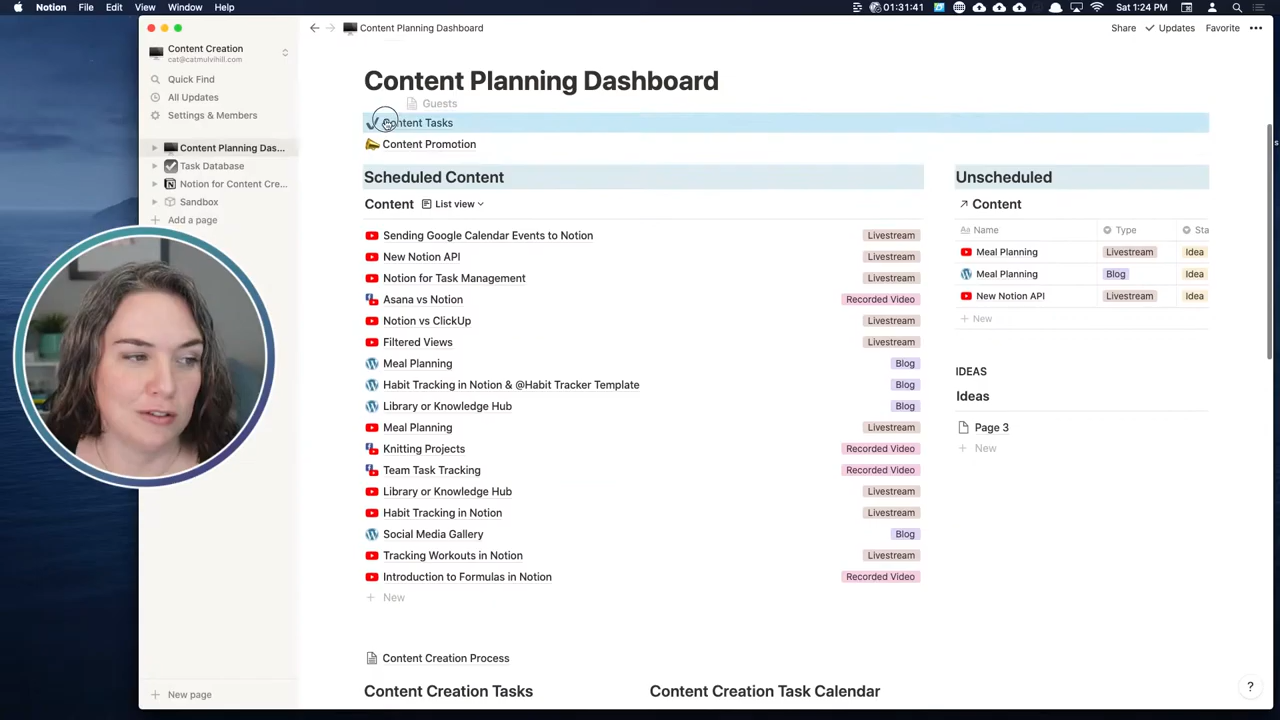 Notion File Edit View Window Help 01:31:41 Sat 1:24 PM
Content Creation
cat@catmulvihill.com
Quick Find
All Updates
Settings & Members
Content Planning Das...
Task Database
Notion for Content Cre...
Sandbox
Add a page
New page
Content Planning Dashboard
Share Updates Favorite
Content Planning Dashboard
Guests
Content Tasks
Content Promotion
Scheduled Content
Content List view
Sending Google Calendar Events to Notion Livestream
New Notion API Livestream
Notion for Task Management Livestream
Asana vs Notion Recorded Video
Notion vs ClickUp Livestream
Filtered Views Livestream
Meal Planning Blog
Habit Tracking in Notion & @Habit Tracker Template Blog
Library or Knowledge Hub Blog
Meal Planning Livestream
Knitting Projects Recorded Video
Team Task Tracking Recorded Video
Library or Knowledge Hub Livestream
Habit Tracking in Notion Livestream
Social Media Gallery Blog
Tracking Workouts in Notion Livestream
Introduction to Formulas in Notion Recorded Video
New
Unscheduled
Content
Aa Name Type Sta
Meal Planning Livestream Idea
Meal Planning Blog Idea
New Notion API Livestream Idea
New
IDEAS
Ideas
Page 3
New
Content Creation Process
Content Creation Tasks
Content Creation Task Calendar
?